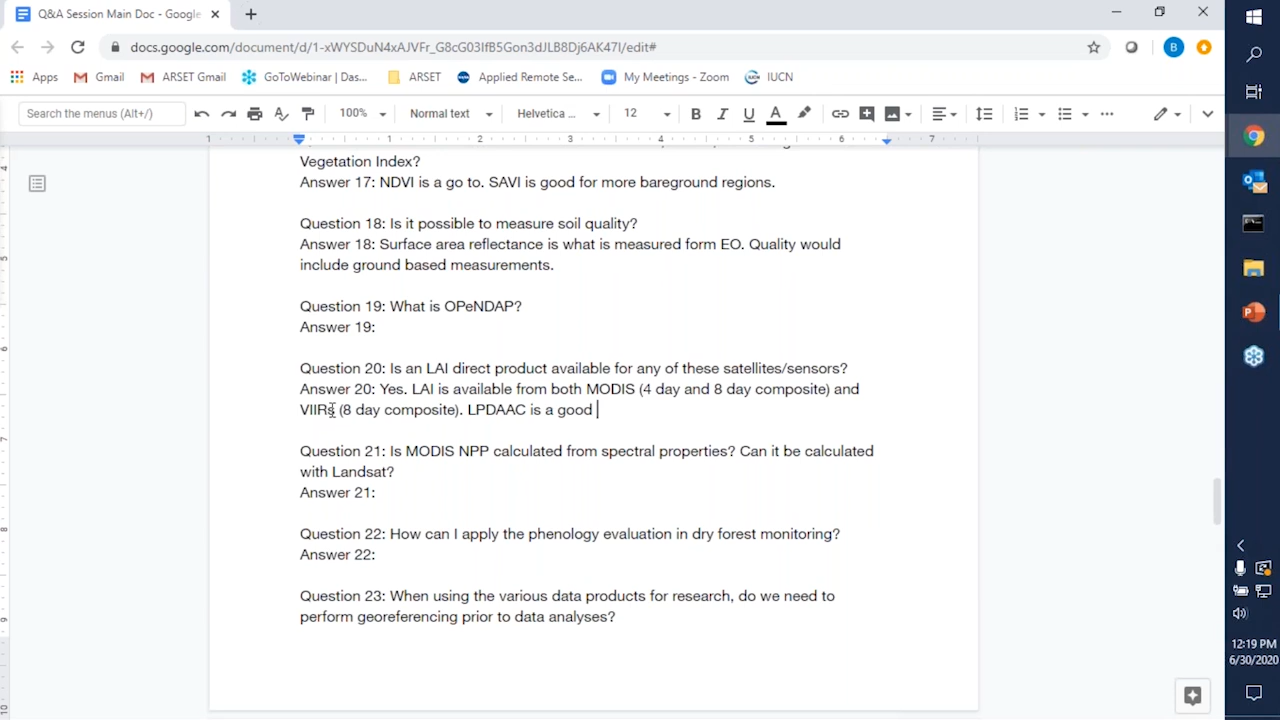 Q&A Session Main Doc - Google
docs.google.com/document/d/1-xWYSDuN4xAJVFr_G8cG03IfB5Gon3dJLB8Dj6AK47I/edit#
B
Apps Gmail ARSET Gmail GoToWebinar | Das... ARSET Applied Remote Se... My Meetings - Zoom IUCN
Search the menus (Alt+/) 100% Normal text Helvetica ... 12 B I U A
1 1 2 3 4 5 6 7
Vegetation Index?
Answer 17: NDVI is a go to. SAVI is good for more bareground regions.
Question 18: Is it possible to measure soil quality?
Answer 18: Surface area reflectance is what is measured form EO. Quality would
include ground based measurements.
Question 19: What is OPeNDAP?
Answer 19:
Question 20: Is an LAI direct product available for any of these satellites/sensors?
Answer 20: Yes. LAI is available from both MODIS (4 day and 8 day composite) and
VIIRS (8 day composite). LPDAAC is a good
Question 21: Is MODIS NPP calculated from spectral properties? Can it be calculated
with Landsat?
Answer 21:
Question 22: How can I apply the phenology evaluation in dry forest monitoring?
Answer 22:
Question 23: When using the various data products for research, do we need to
perform georeferencing prior to data analyses?
12:19 PM
6/30/2020